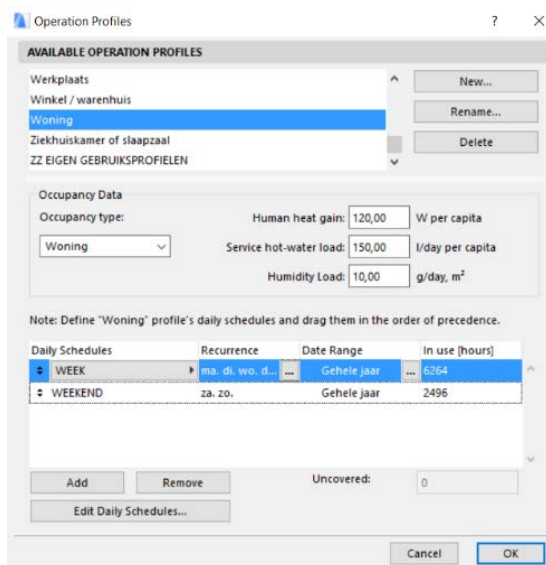 Operation Profiles ? ×
AVAILABLE OPERATION PROFILES
Werkplaats
Winkel / warenhuis
Woning
Ziekhuiskamer of slaapzaal
ZZ EIGEN GEBRUIKSPROFIELEN
New...
Rename...
Delete
Occupancy Data
Occupancy type:
Woning
Human heat gain: 120,00 W per capita
Service hot-water load: 150,00 l/day per capita
Humidity Load: 10,00 g/day, m²
Note: Define "Woning" profile's daily schedules and drag them in the order of precedence.
Daily Schedules Recurrence Date Range In use [hours]
WEEK ma. di. wo. d... ... Gehele jaar ... 6264
WEEKEND za. zo. Gehele jaar 2496
Add Remove Uncovered: 0
Edit Daily Schedules...
Cancel OK